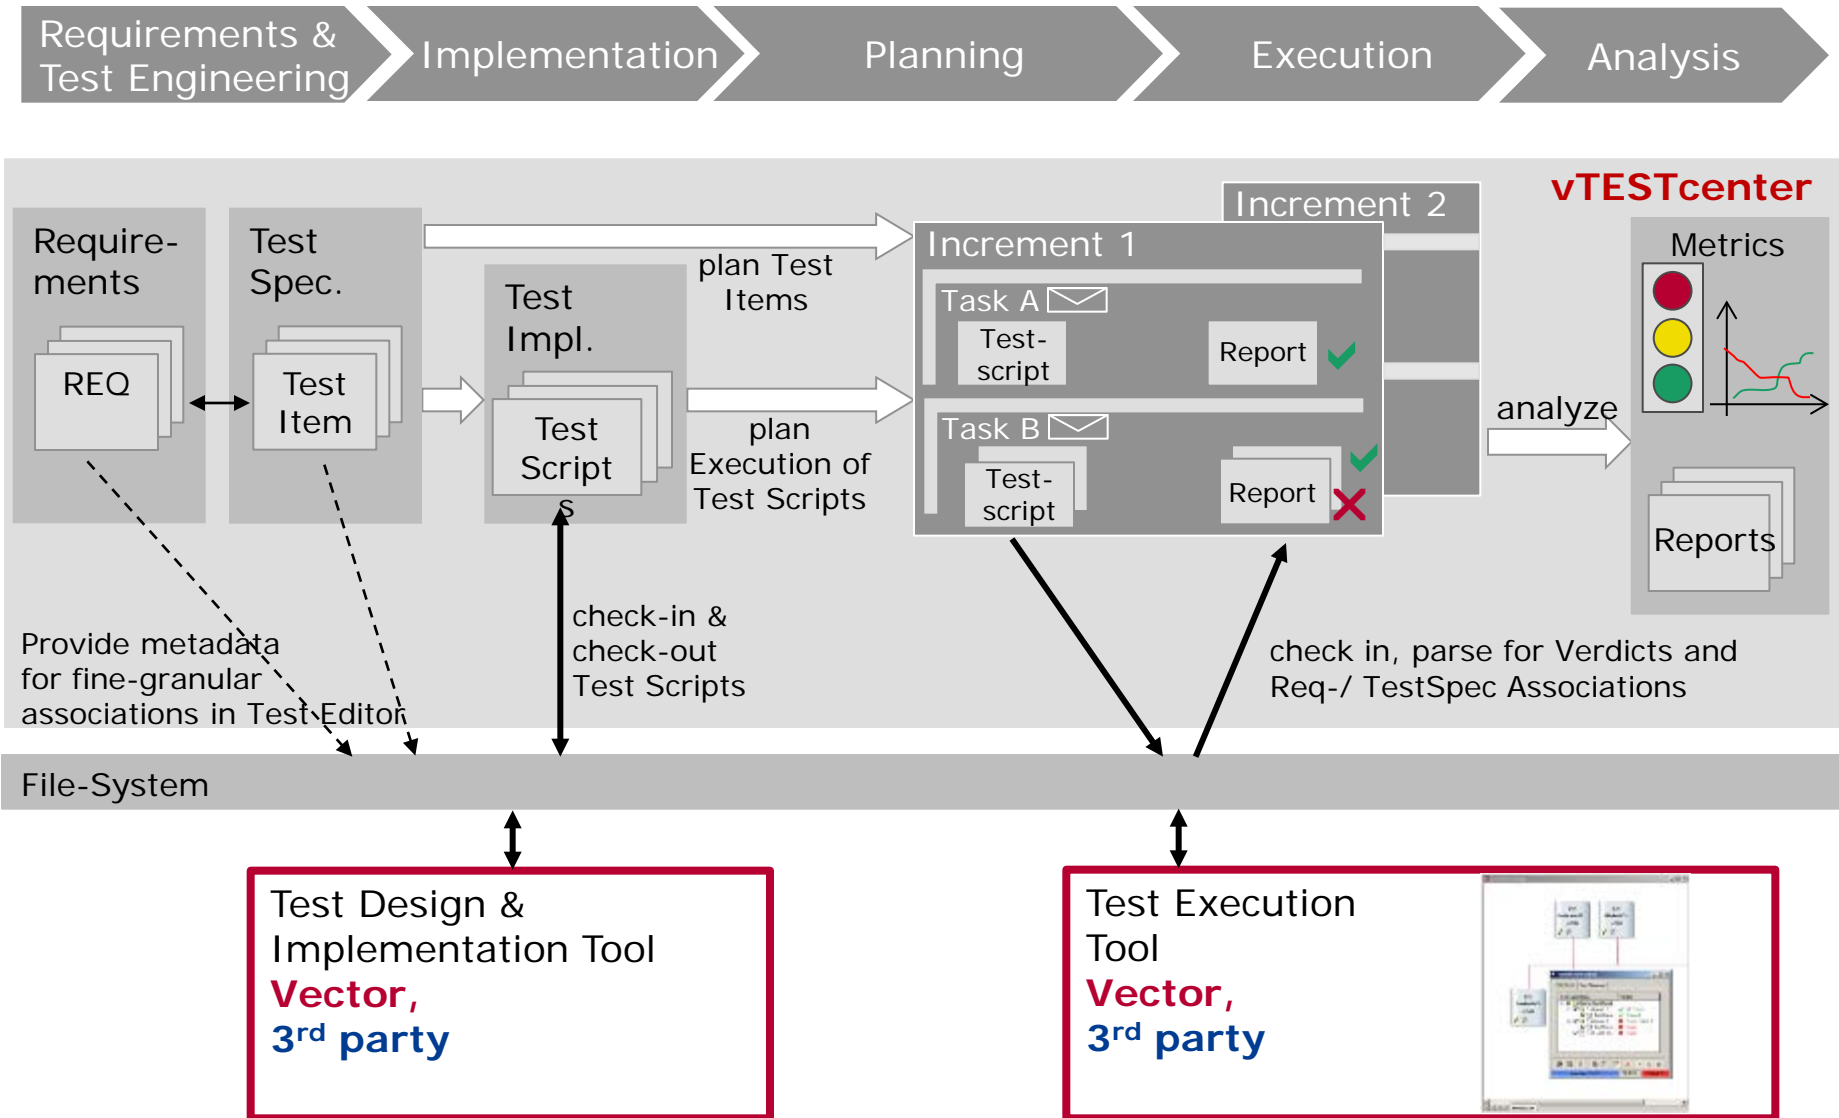 Requirements &
Test Engineering
Implementation
Planning
Execution
Analysis
vTESTcenter
Require-
ments
REQ
Test
Spec.
Test
Item
Test
Impl.
Test
Script
s
plan Test
Items
plan
Execution of
Test Scripts
Increment 2
Increment 1
Task A
Test-
script
Report
Task B
Test-
script
Report
analyze
Metrics
Reports
Provide metadata
for fine-granular
associations in Test Editor
check-in &
check-out
Test Scripts
check in, parse for Verdicts and
Req-/ TestSpec Associations
File-System
Test Design &
Implementation Tool
Vector,
3rd party
Test Execution
Tool
Vector,
3rd party